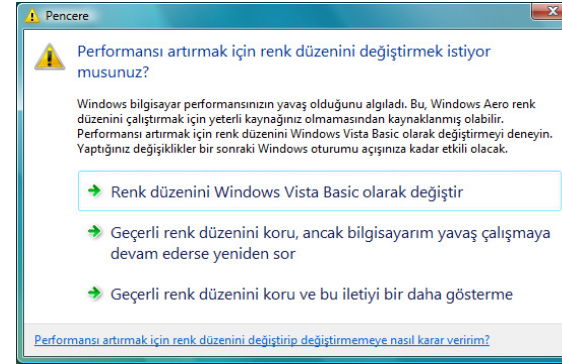 Pencere
Performansı artırmak için renk düzenini değiştirmek istiyor
musunuz?
Windows bilgisayar performansınızın yavaş olduğunu algıladı. Bu, Windows Aero renk
düzenini çalıştırmak için yeterli kaynağınız olmamasından kaynaklanmış olabilir.
Performansı artırmak için renk düzenini Windows Vista Basic olarak değiştirmeyi deneyin.
Yaptığınız değişiklikler bir sonraki Windows oturumu açışınıza kadar etkili olacak.
Renk düzenini Windows Vista Basic olarak değiştir
Geçerli renk düzenini koru, ancak bilgisayarım yavaş çalışmaya
devam ederse yeniden sor
Geçerli renk düzenini koru ve bu iletiyi bir daha gösterme
Performansı artırmak için renk düzenini değiştirip değiştirmemeye nasıl karar veririm?